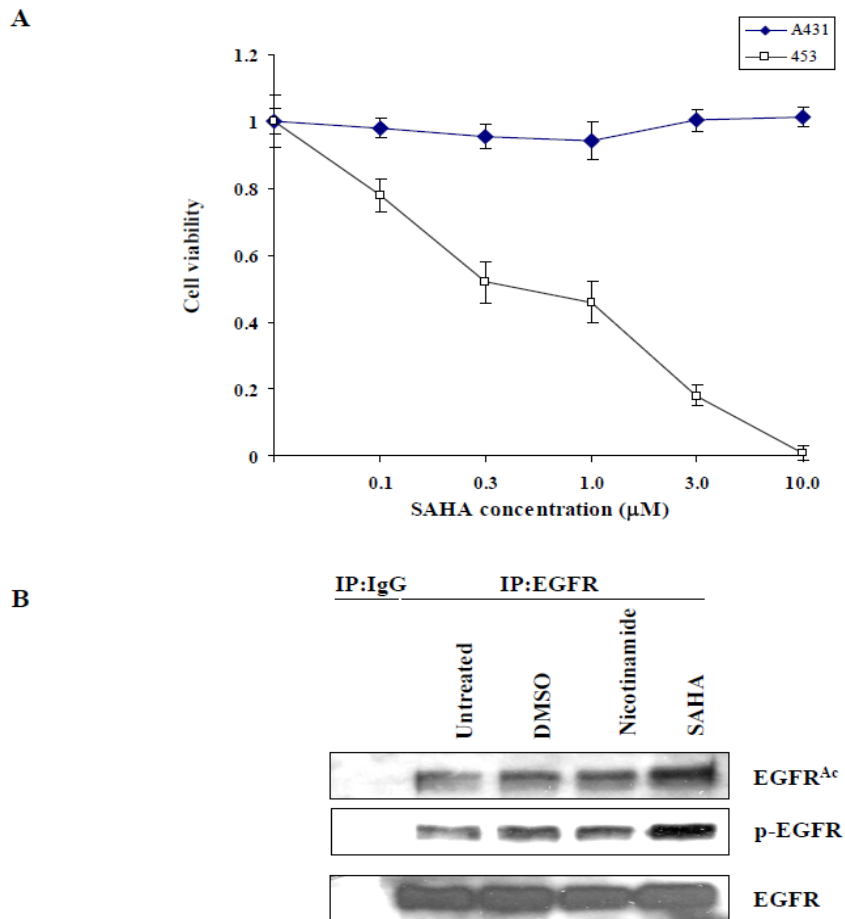 A
A431
453
1.2
1
0.8
0.6
0.4
0.2
0
Cell viability
0.1 0.3 1.0 3.0 10.0
SAHA concentration (μM)
B
IP:IgG IP:EGFR
Untreated DMSO Nicotinamide SAHA
EGFRᴬᶜ
p-EGFR
EGFR